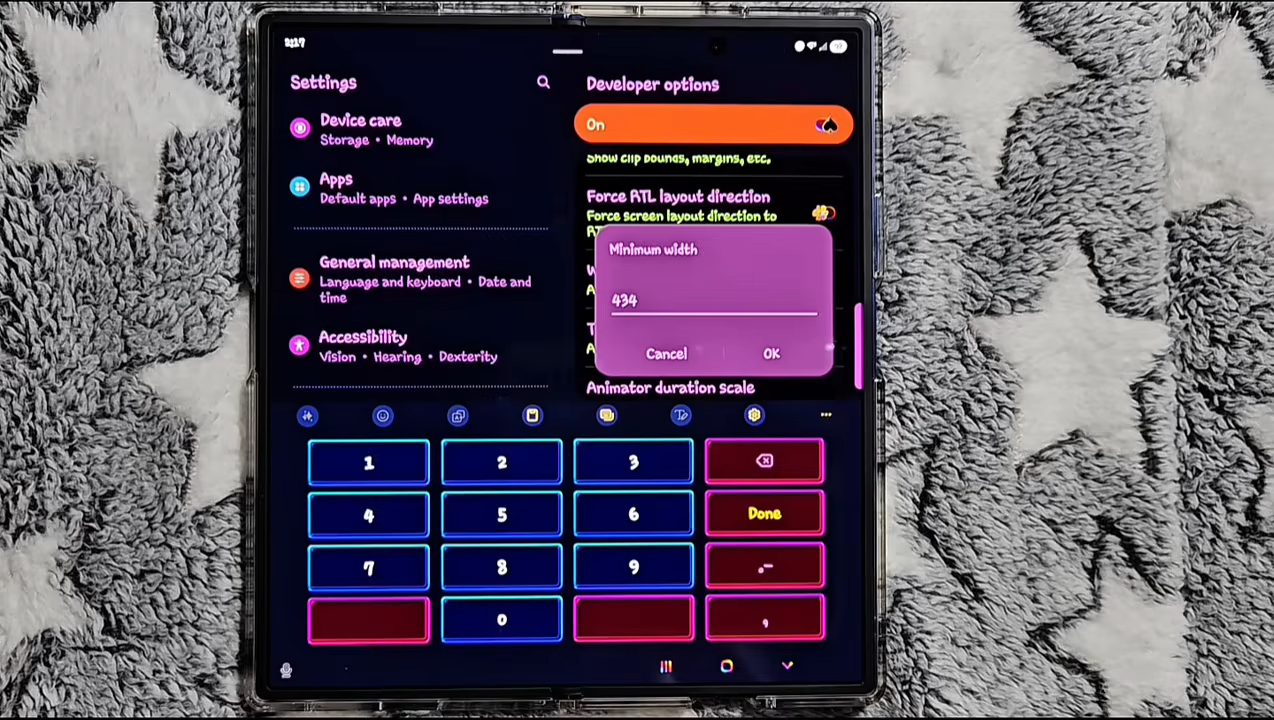 2:17
Settings
Device care
Storage • Memory
Apps
Default apps • App settings
General management
Language and keyboard • Date and
time
Accessibility
Vision • Hearing • Dexterity
Developer options
On
Show clip bounds, margins, etc.
Force RTL layout direction
Force screen layout direction to
Minimum width
434
Cancel
OK
Animator duration scale
1
2
3
4
5
6
Done
7
8
9
.-
0
,